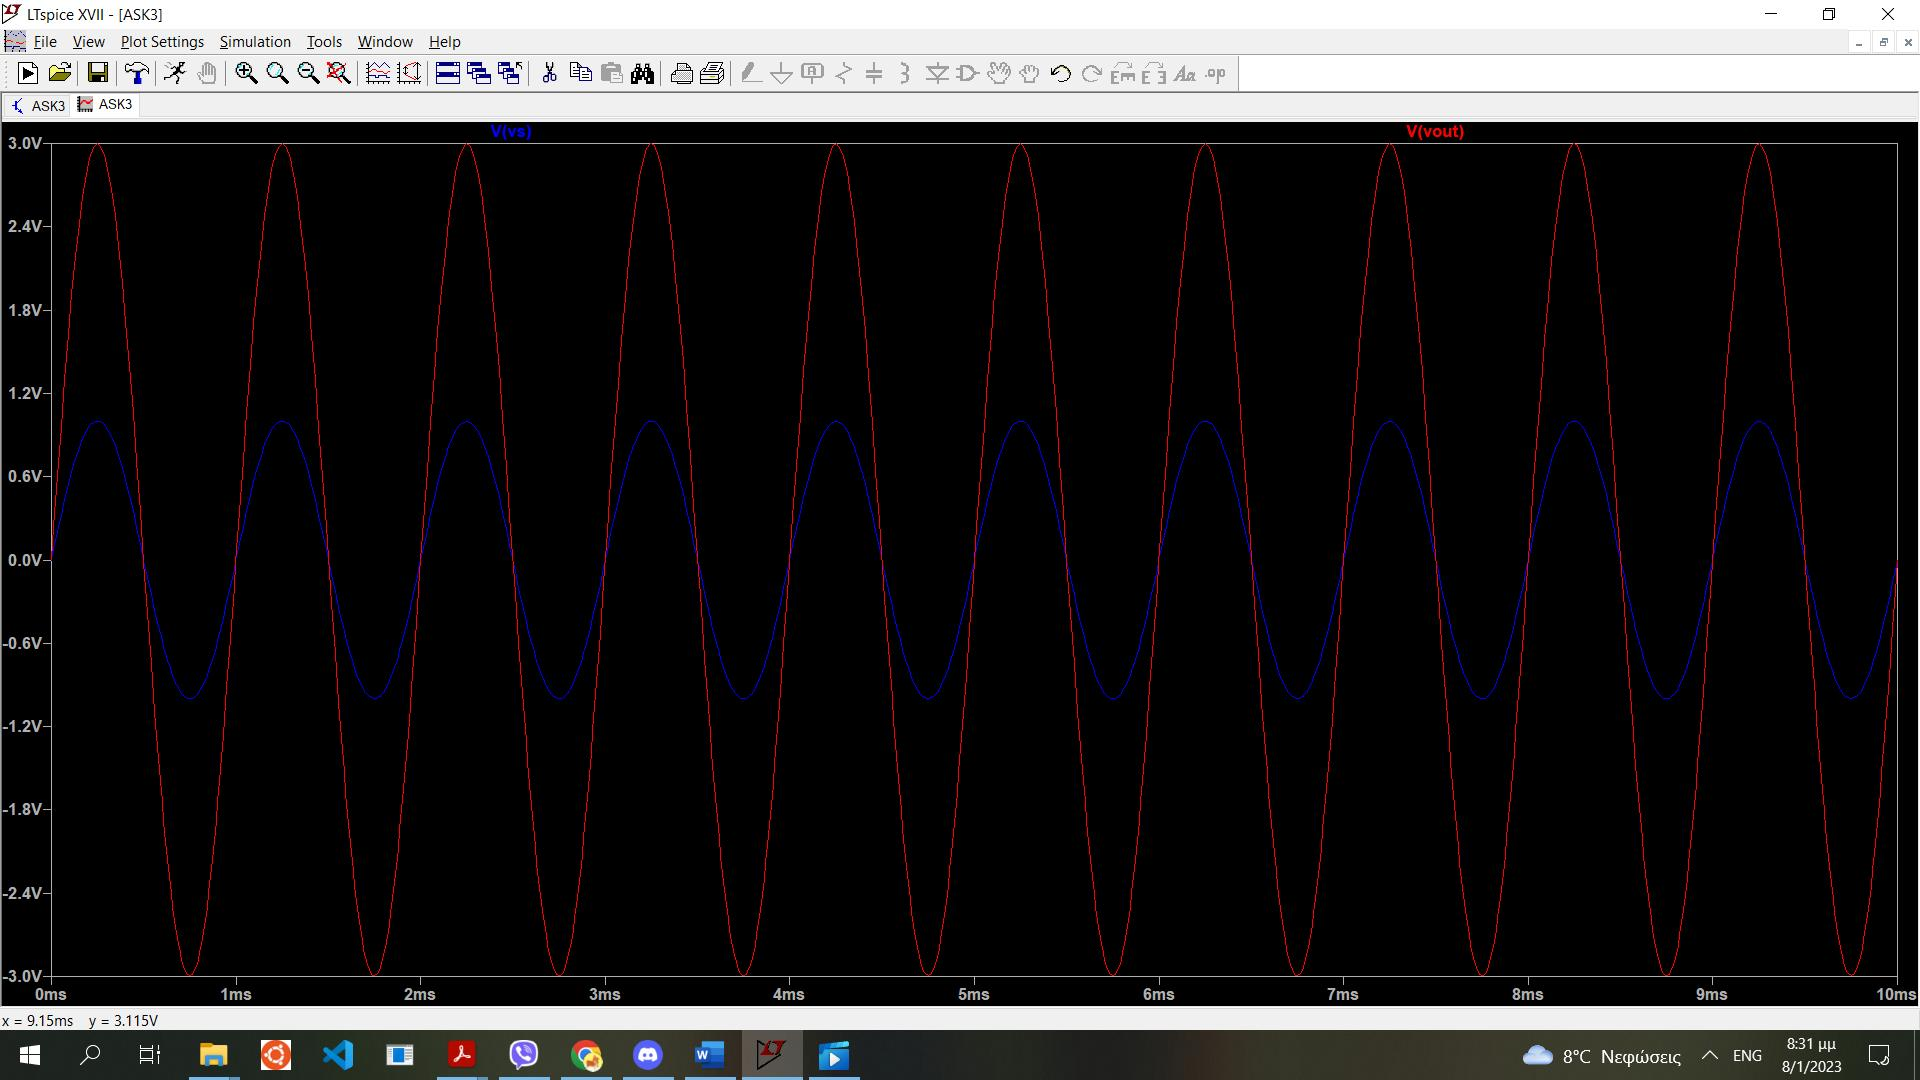 LTspice XVII - [ASK3]
File View Plot Settings Simulation Tools Window Help
.op
ASK3 ASK3
V(vs) V(vout)
3.0V
2.4V
1.8V
1.2V
0.6V
0.0V
-0.6V
-1.2V
-1.8V
-2.4V
-3.0V
0ms 1ms 2ms 3ms 4ms 5ms 6ms 7ms 8ms 9ms 10ms
x = 9.15ms y = 3.115V
8°C Νεφώσεις ENG 8:31 μμ
8/1/2023